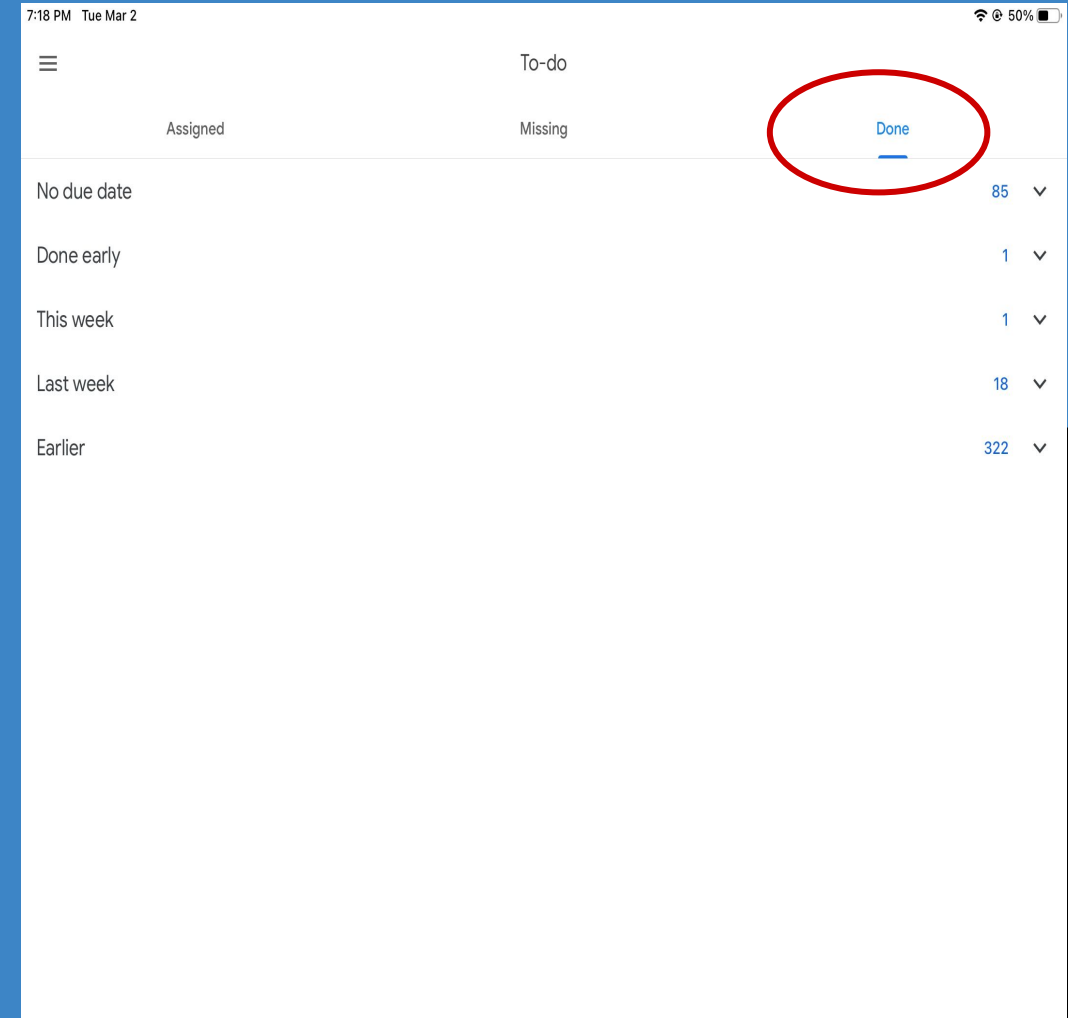 7:18 PM Tue Mar 2 50%
To-do
Assigned Missing Done
No due date 85
Done early 1
This week 1
Last week 18
Earlier 322